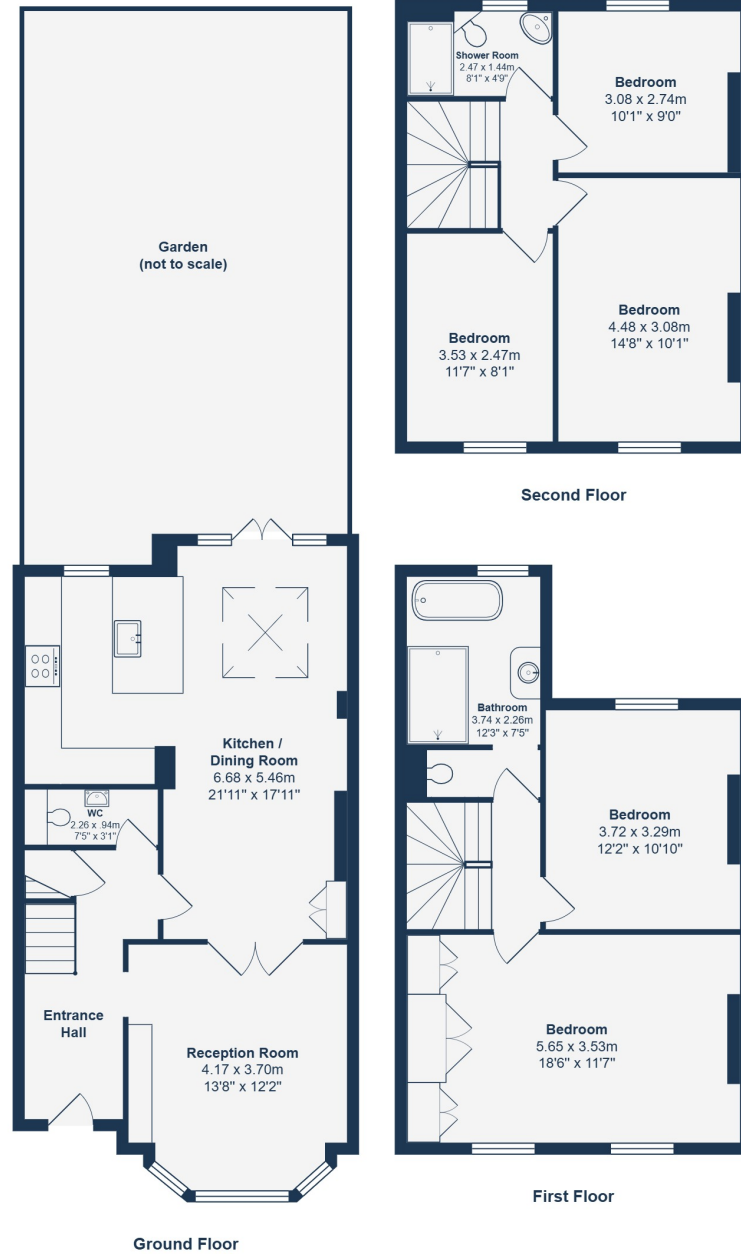 Garden
(not to scale)
Kitchen /
Dining Room
6.68 x 5.46m
21'11" x 17'11"
WC
2.26 x .94m
7'5" x 3'1"
Entrance
Hall
Reception Room
4.17 x 3.70m
13'8" x 12'2"
Ground Floor
Shower Room
2.47 x 1.44m
8'1" x 4'9"
Bedroom
3.08 x 2.74m
10'1" x 9'0"
Bedroom
4.48 x 3.08m
14'8" x 10'1"
Bedroom
3.53 x 2.47m
11'7" x 8'1"
Second Floor
Bathroom
3.74 x 2.26m
12'3" x 7'5"
Bedroom
3.72 x 3.29m
12'2" x 10'10"
Bedroom
5.65 x 3.53m
18'6" x 11'7"
First Floor